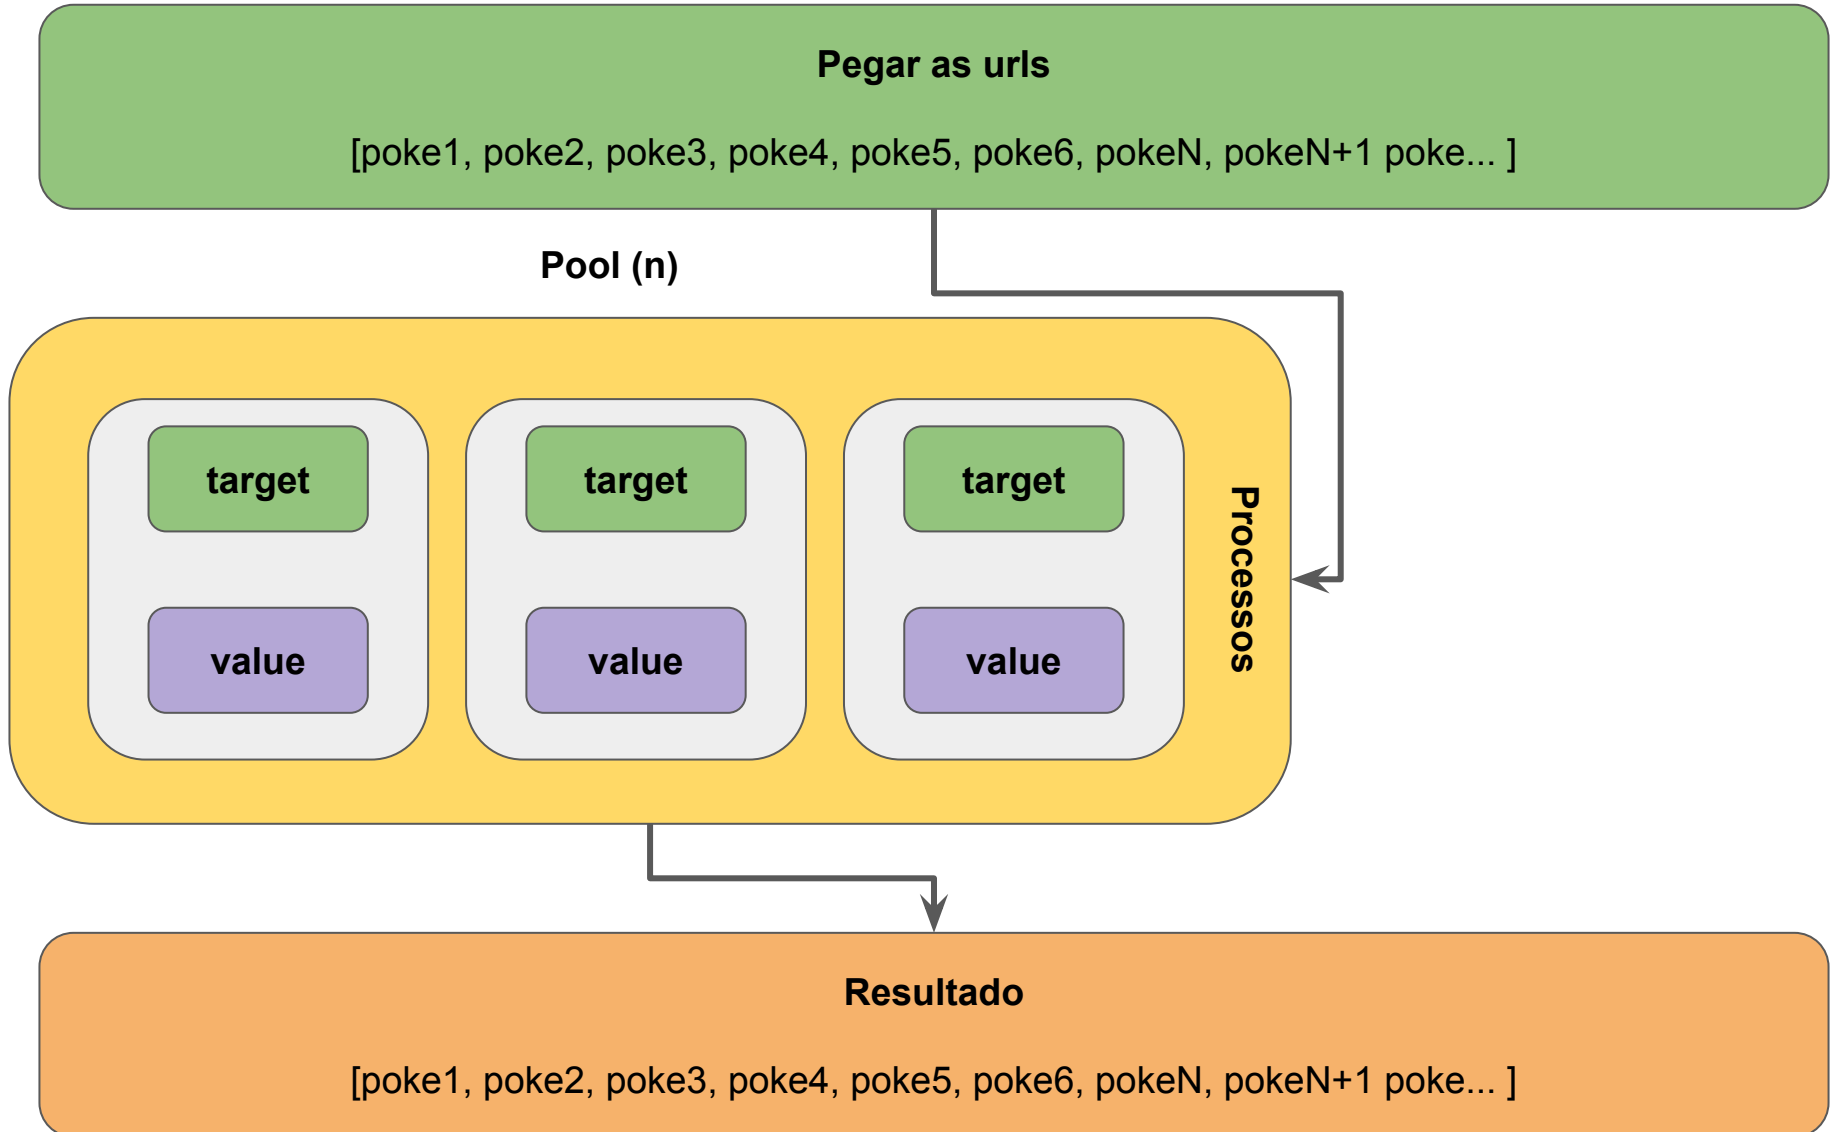 Pegar as urls
[poke1, poke2, poke3, poke4, poke5, poke6, pokeN, pokeN+1 poke... ]
Pool (n)
target
target
target
Processos
value
value
value
Resultado
[poke1, poke2, poke3, poke4, poke5, poke6, pokeN, pokeN+1 poke... ]